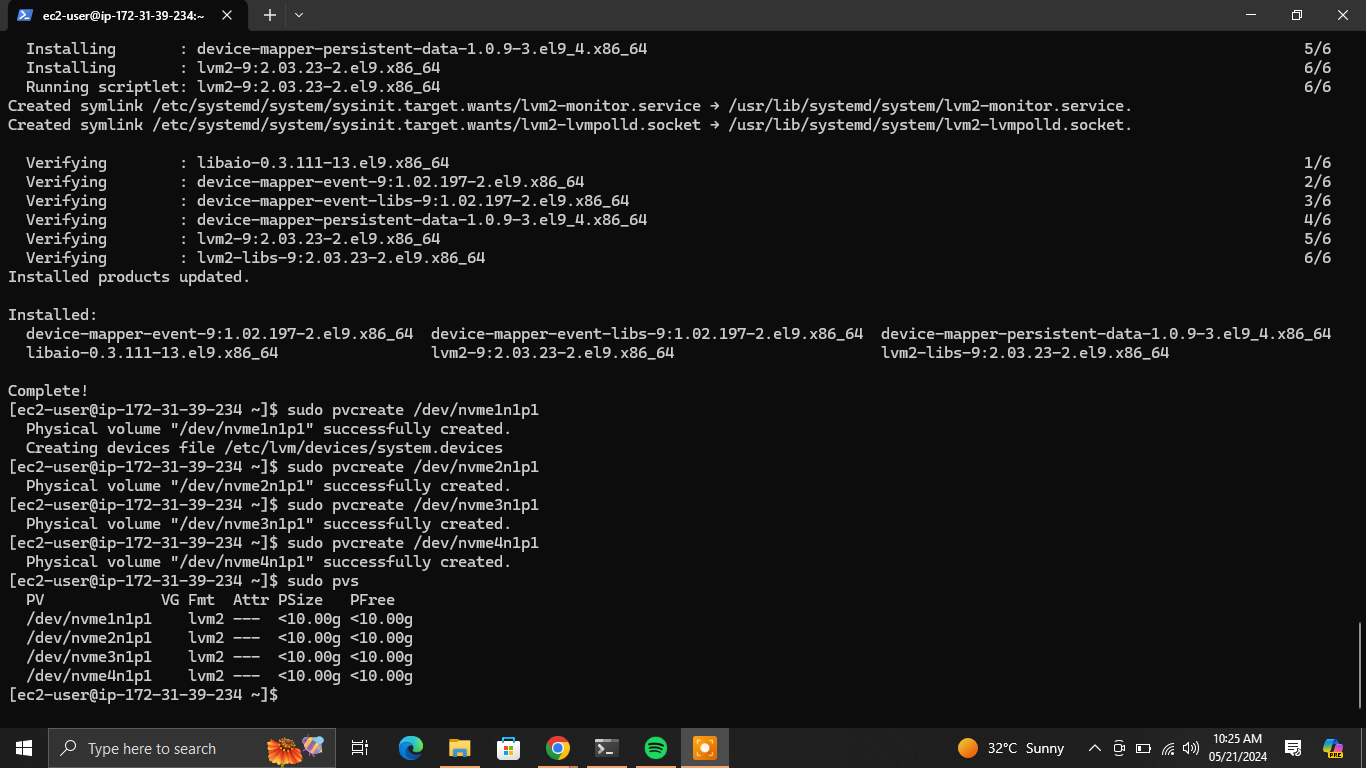 ec2-user@ip-172-31-39-234:~
Installing       : device-mapper-persistent-data-1.0.9-3.el9_4.x86_64                                                                         5/6
Installing       : lvm2-9:2.03.23-2.el9.x86_64                                                                                                6/6
Running scriptlet: lvm2-9:2.03.23-2.el9.x86_64                                                                                                6/6
Created symlink /etc/systemd/system/sysinit.target.wants/lvm2-monitor.service → /usr/lib/systemd/system/lvm2-monitor.service.
Created symlink /etc/systemd/system/sysinit.target.wants/lvm2-lvmpolld.socket → /usr/lib/systemd/system/lvm2-lvmpolld.socket.
Verifying        : libaio-0.3.111-13.el9.x86_64                                                                                               1/6
Verifying        : device-mapper-event-9:1.02.197-2.el9.x86_64                                                                                2/6
Verifying        : device-mapper-event-libs-9:1.02.197-2.el9.x86_64                                                                           3/6
Verifying        : device-mapper-persistent-data-1.0.9-3.el9_4.x86_64                                                                         4/6
Verifying        : lvm2-9:2.03.23-2.el9.x86_64                                                                                                5/6
Verifying        : lvm2-libs-9:2.03.23-2.el9.x86_64                                                                                           6/6
Installed products updated.
Installed:
device-mapper-event-9:1.02.197-2.el9.x86_64  device-mapper-event-libs-9:1.02.197-2.el9.x86_64  device-mapper-persistent-data-1.0.9-3.el9_4.x86_64
libaio-0.3.111-13.el9.x86_64                 lvm2-9:2.03.23-2.el9.x86_64                       lvm2-libs-9:2.03.23-2.el9.x86_64
Complete!
[ec2-user@ip-172-31-39-234 ~]$ sudo pvcreate /dev/nvme1n1p1
Physical volume "/dev/nvme1n1p1" successfully created.
Creating devices file /etc/lvm/devices/system.devices
[ec2-user@ip-172-31-39-234 ~]$ sudo pvcreate /dev/nvme2n1p1
Physical volume "/dev/nvme2n1p1" successfully created.
[ec2-user@ip-172-31-39-234 ~]$ sudo pvcreate /dev/nvme3n1p1
Physical volume "/dev/nvme3n1p1" successfully created.
[ec2-user@ip-172-31-39-234 ~]$ sudo pvcreate /dev/nvme4n1p1
Physical volume "/dev/nvme4n1p1" successfully created.
[ec2-user@ip-172-31-39-234 ~]$ sudo pvs
PV             VG Fmt  Attr PSize   PFree
/dev/nvme1n1p1    lvm2 ---  <10.00g <10.00g
/dev/nvme2n1p1    lvm2 ---  <10.00g <10.00g
/dev/nvme3n1p1    lvm2 ---  <10.00g <10.00g
/dev/nvme4n1p1    lvm2 ---  <10.00g <10.00g
[ec2-user@ip-172-31-39-234 ~]$
Type here to search
32°C Sunny
10:25 AM
05/21/2024
PRE